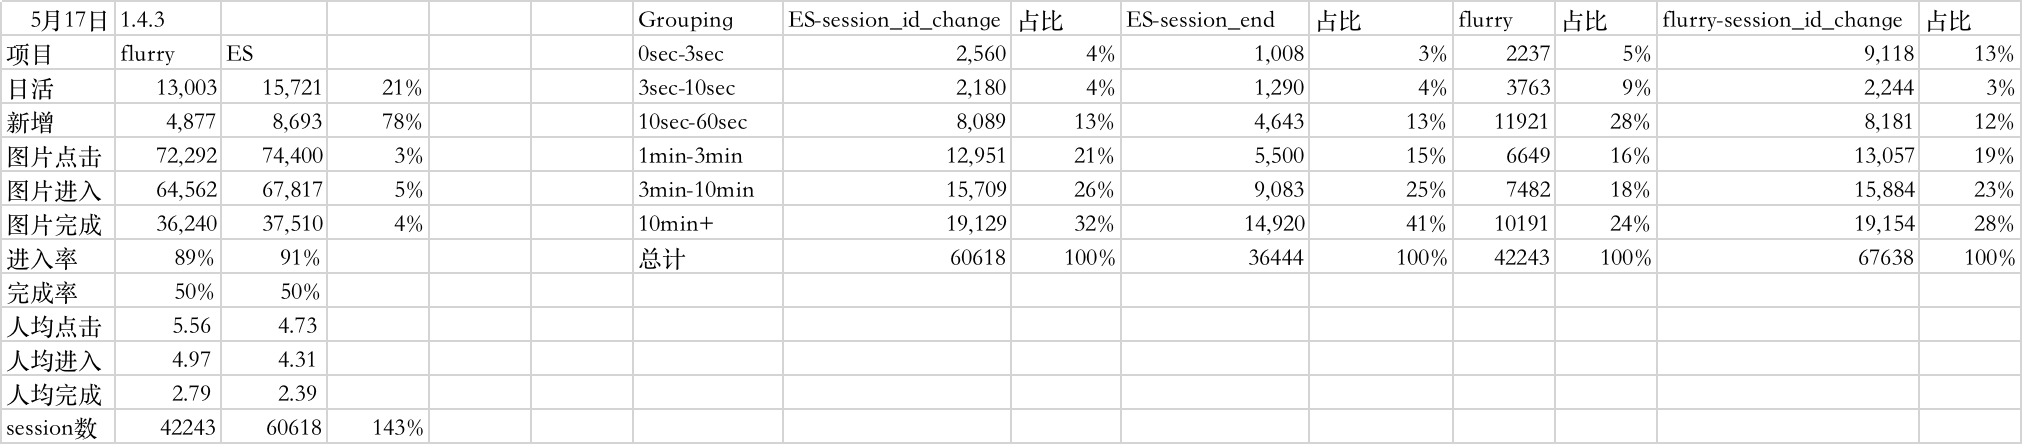 5月17日 1.4.3 Grouping ES-session_id_change 占比 ES-session_end 占比 flurry 占比 flurry-session_id_change 占比
项目 flurry ES 0sec-3sec 2,560 4% 1,008 3% 2237 5% 9,118 13%
日活 13,003 15,721 21% 3sec-10sec 2,180 4% 1,290 4% 3763 9% 2,244 3%
新增 4,877 8,693 78% 10sec-60sec 8,089 13% 4,643 13% 11921 28% 8,181 12%
图片点击 72,292 74,400 3% 1min-3min 12,951 21% 5,500 15% 6649 16% 13,057 19%
图片进入 64,562 67,817 5% 3min-10min 15,709 26% 9,083 25% 7482 18% 15,884 23%
图片完成 36,240 37,510 4% 10min+ 19,129 32% 14,920 41% 10191 24% 19,154 28%
进入率 89% 91% 总计 60618 100% 36444 100% 42243 100% 67638 100%
完成率 50% 50%
人均点击 5.56 4.73
人均进入 4.97 4.31
人均完成 2.79 2.39
session数 42243 60618 143%